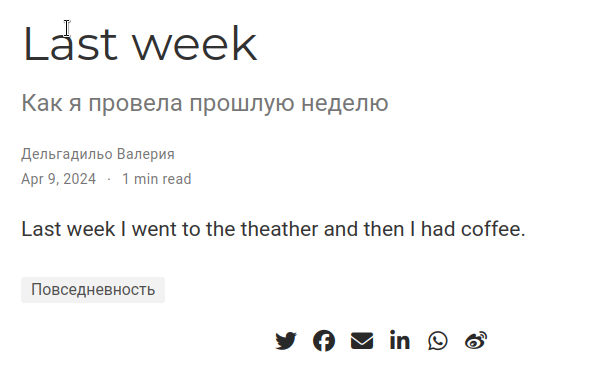 Last week
Как я провела прошлую неделю
Дельгадильо Валерия
Apr 9, 2024 · 1 min read
Last week I went to the theather and then I had coffee.
Повседневность